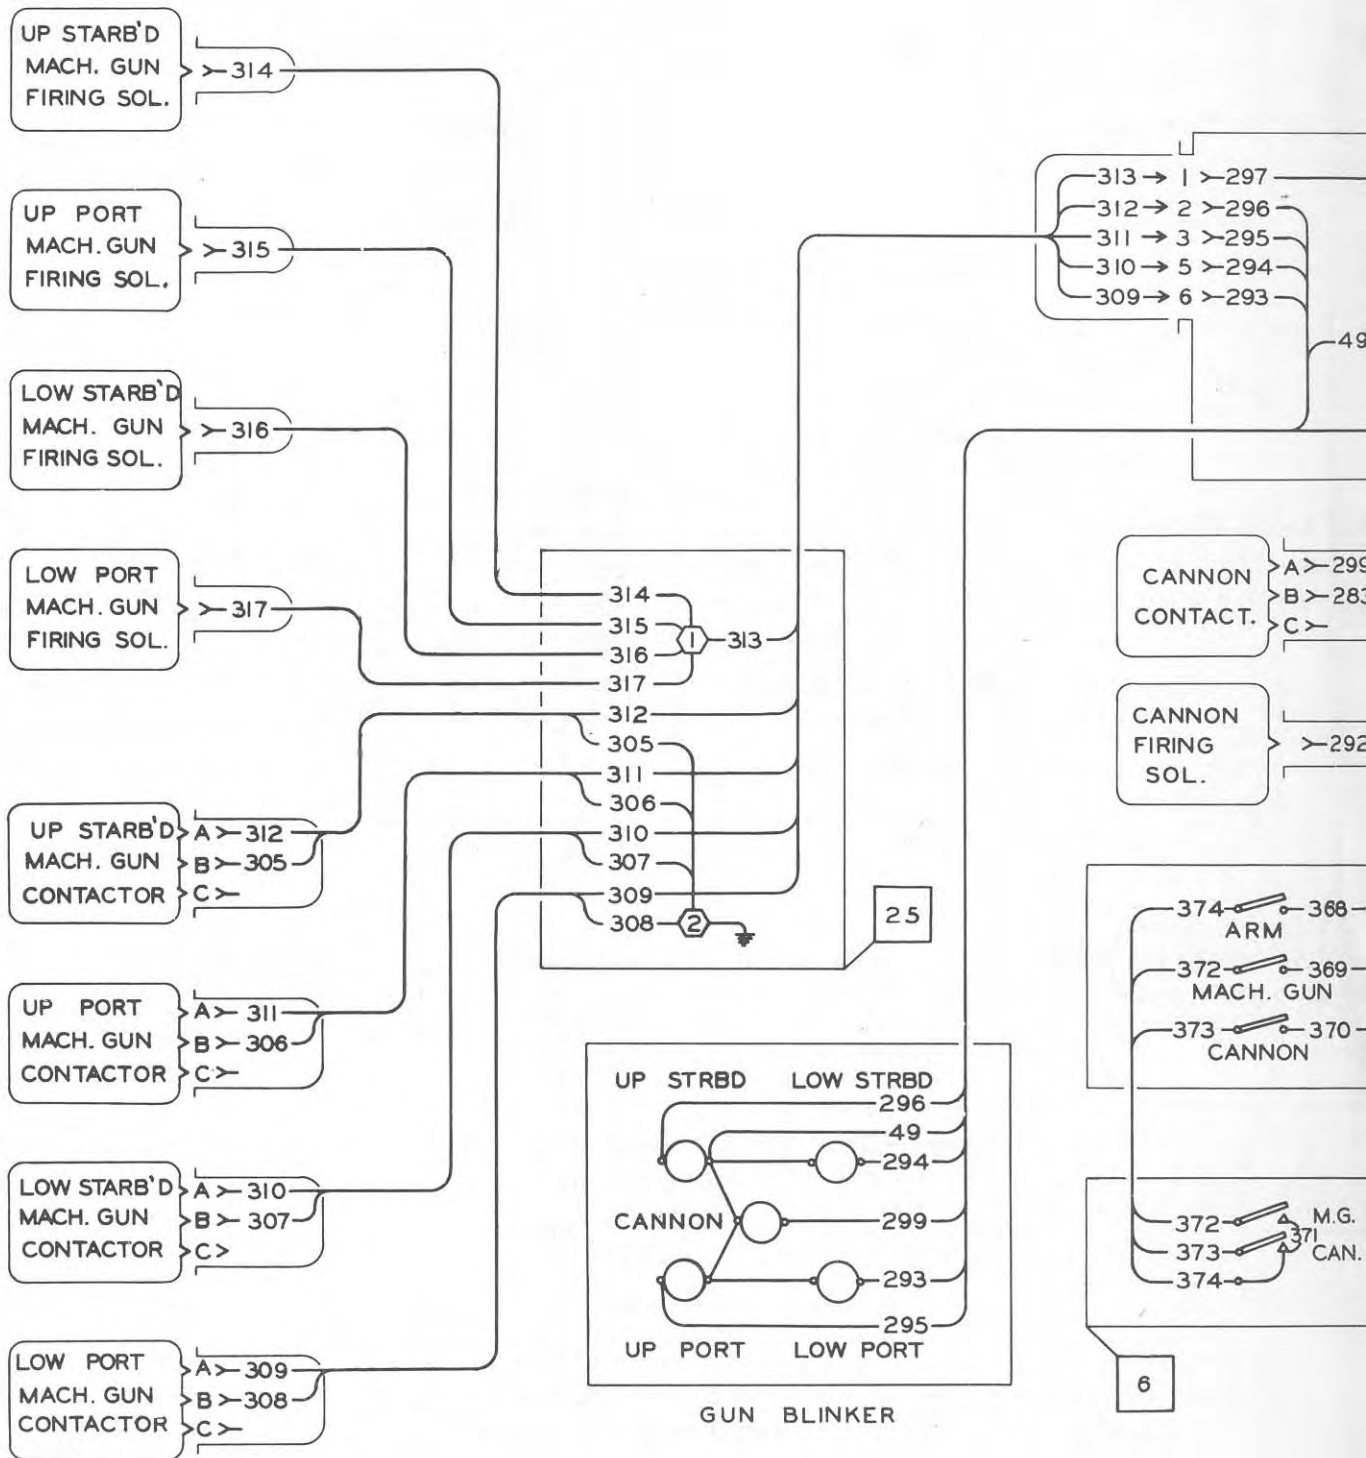 UP STARB'D
MACH. GUN
FIRING SOL.
314
UP PORT
MACH. GUN
FIRING SOL.
315
LOW STARB'D
MACH. GUN
FIRING SOL.
316
LOW PORT
MACH. GUN
FIRING SOL.
317
UP STARB'D
MACH. GUN
CONTACTOR
A 312
B 305
C
UP PORT
MACH. GUN
CONTACTOR
A 311
B 306
C
LOW STARB'D
MACH. GUN
CONTACTOR
A 310
B 307
C
LOW PORT
MACH. GUN
CONTACTOR
A 309
B 308
C
314
315
316
317
1 313
312
305
311
306
310
307
309
308 2
25
313 → 1 297
312 → 2 296
311 → 3 295
310 → 5 294
309 → 6 293
49
CANNON
CONTACT.
A 299
B 283
C
CANNON
FIRING
SOL.
292
374 368
ARM
372 369
MACH. GUN
373 370
CANNON
372 M.G.
371
373 CAN.
374
6
UP STRBD LOW STRBD
296
49
294
CANNON 299
293
295
UP PORT LOW PORT
GUN BLINKER